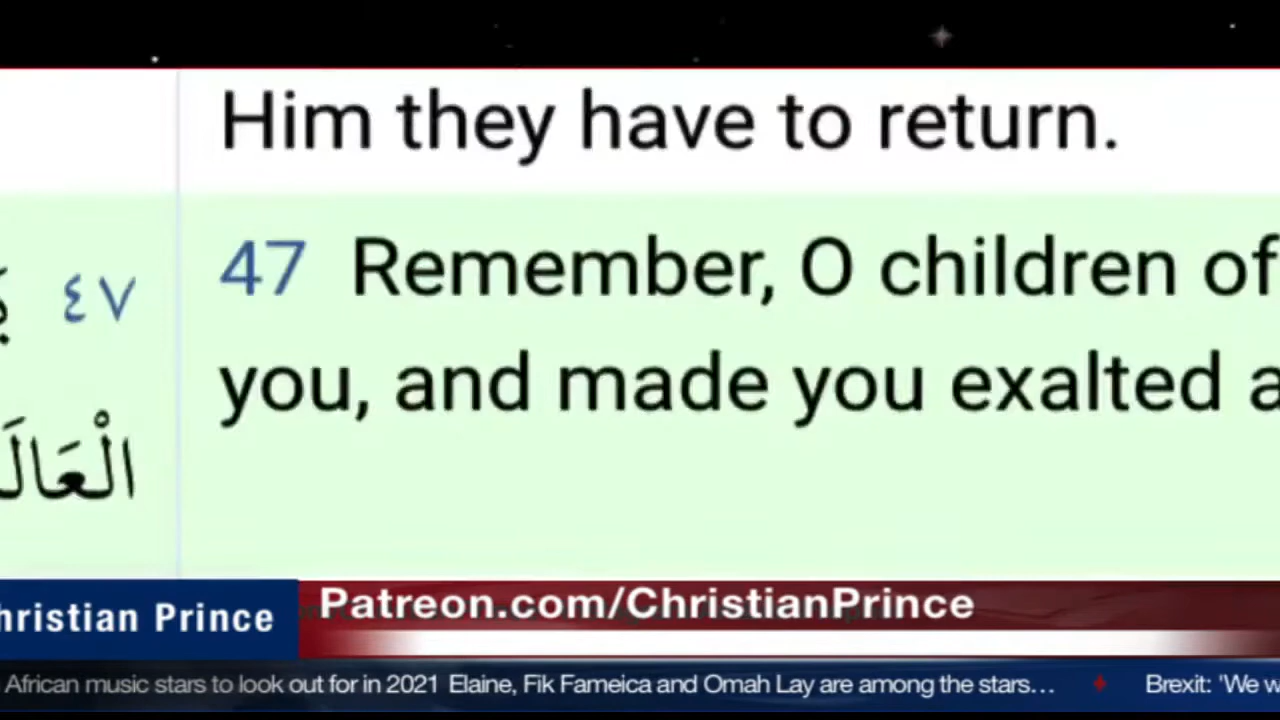 Him they have to return.
47 Remember, O children of
you, and made you exalted
٤٧
الْعَالَ
hristian Prince
Patreon.com/ChristianPrince
African music stars to look out for in 2021 Elaine, Fik Fameica and Omah Lay are among the stars... ♦ Brexit: 'We w